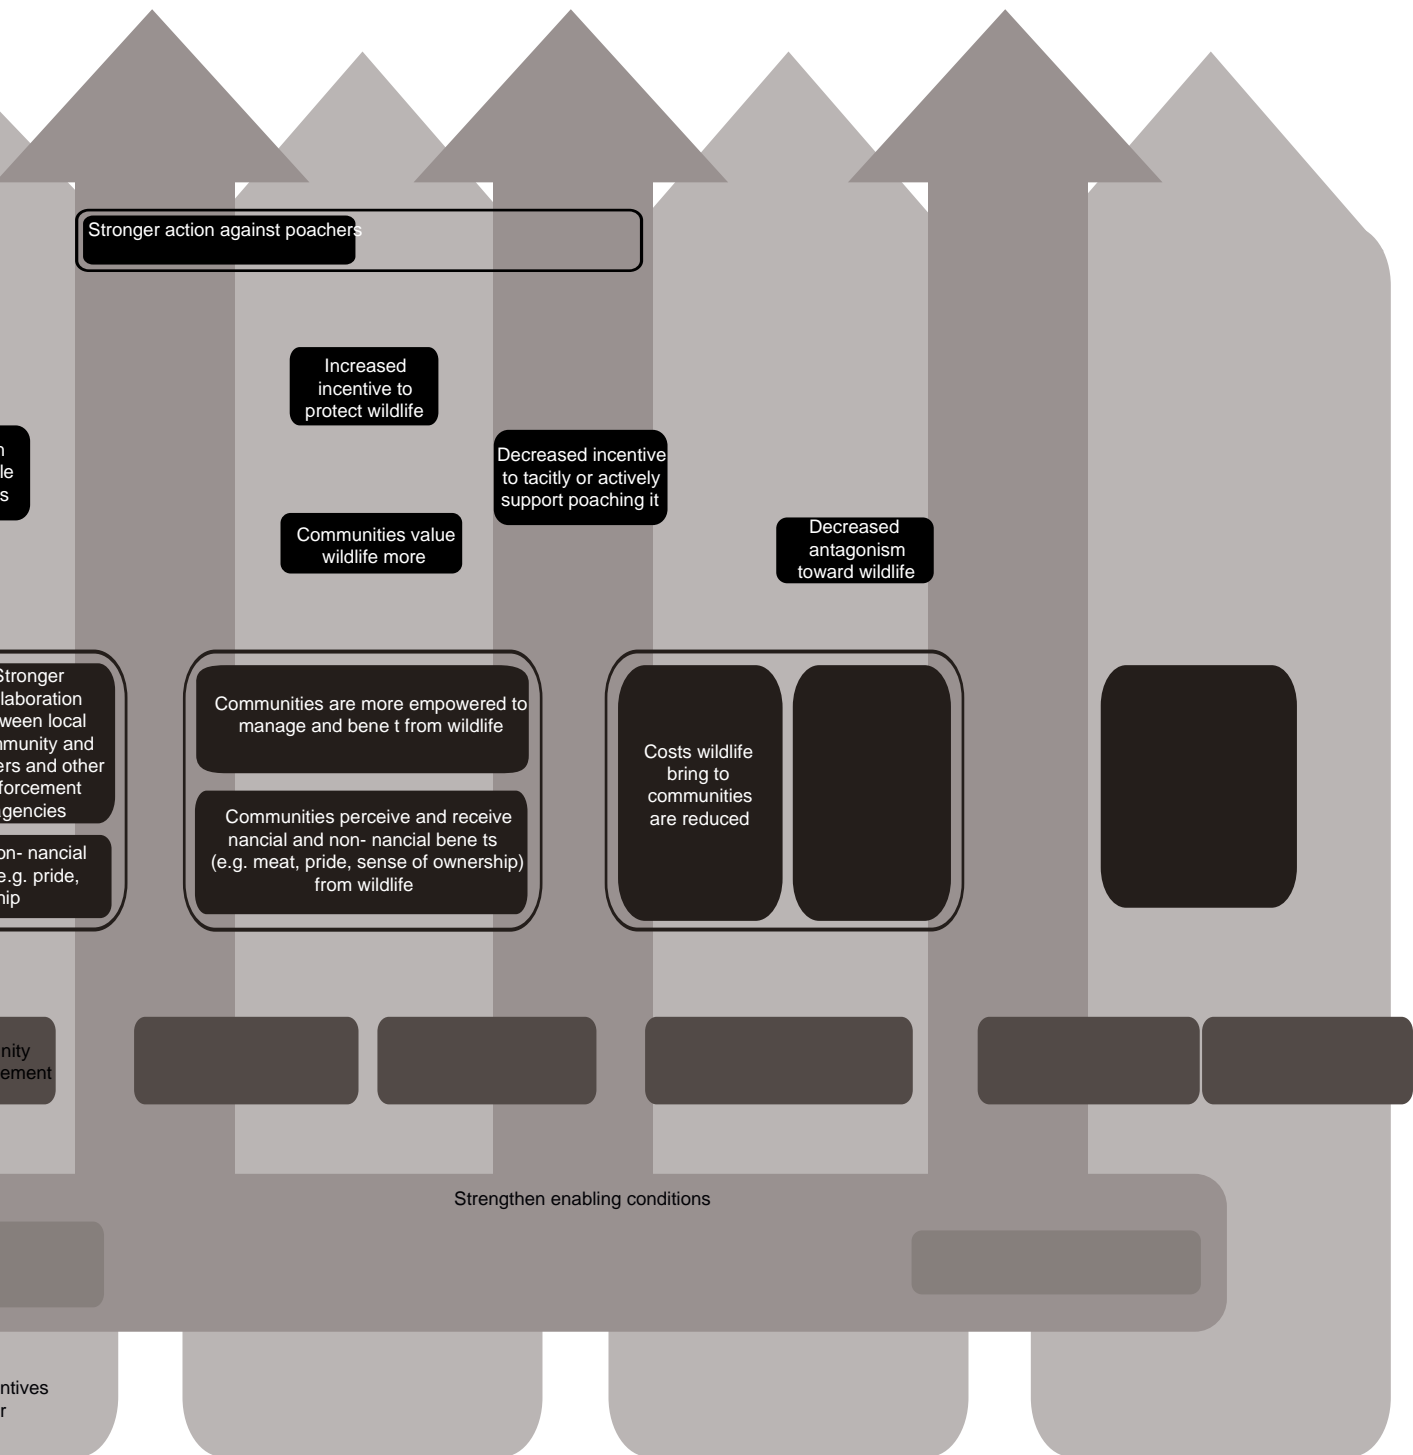 Stronger action against poachers
Increased
incentive to
protect wildlife
n
le
s
Decreased incentive
to tacitly or actively
support poaching it
Communities value
wildlife more
Decreased
antagonism
toward wildlife
Stronger
laboration
ween local
mmunity and
ers and other
forcement
gencies
on- nancial
e.g. pride,
hip
Communities are more empowered to
manage and bene t from wildlife
Communities perceive and receive
nancial and non- nancial bene ts
(e.g. meat, pride, sense of ownership)
from wildlife
Costs wildlife
bring to
communities
are reduced
nity
ement
Strengthen enabling conditions
ntives
r